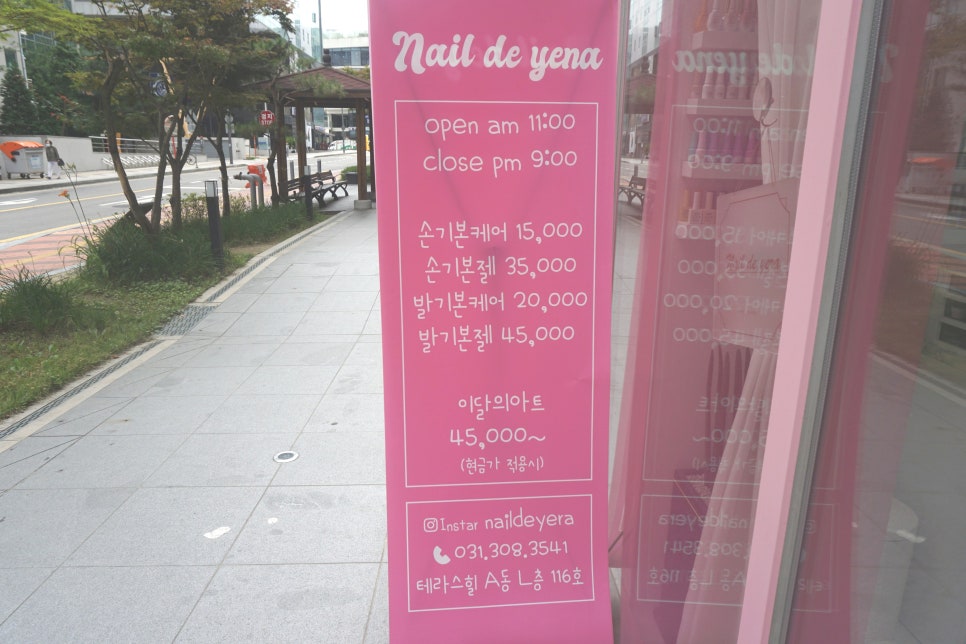 Nail de yena
open am 11:00
close pm 9:00
손기본케어 15,000
손기본젤 35,000
발기본케어 20,000
발기본젤 45,000
이달의아트
45,000~
(현금가 적용시)
Instar naildeyera
031.308.3541
테라스휠 A동 L층 116호